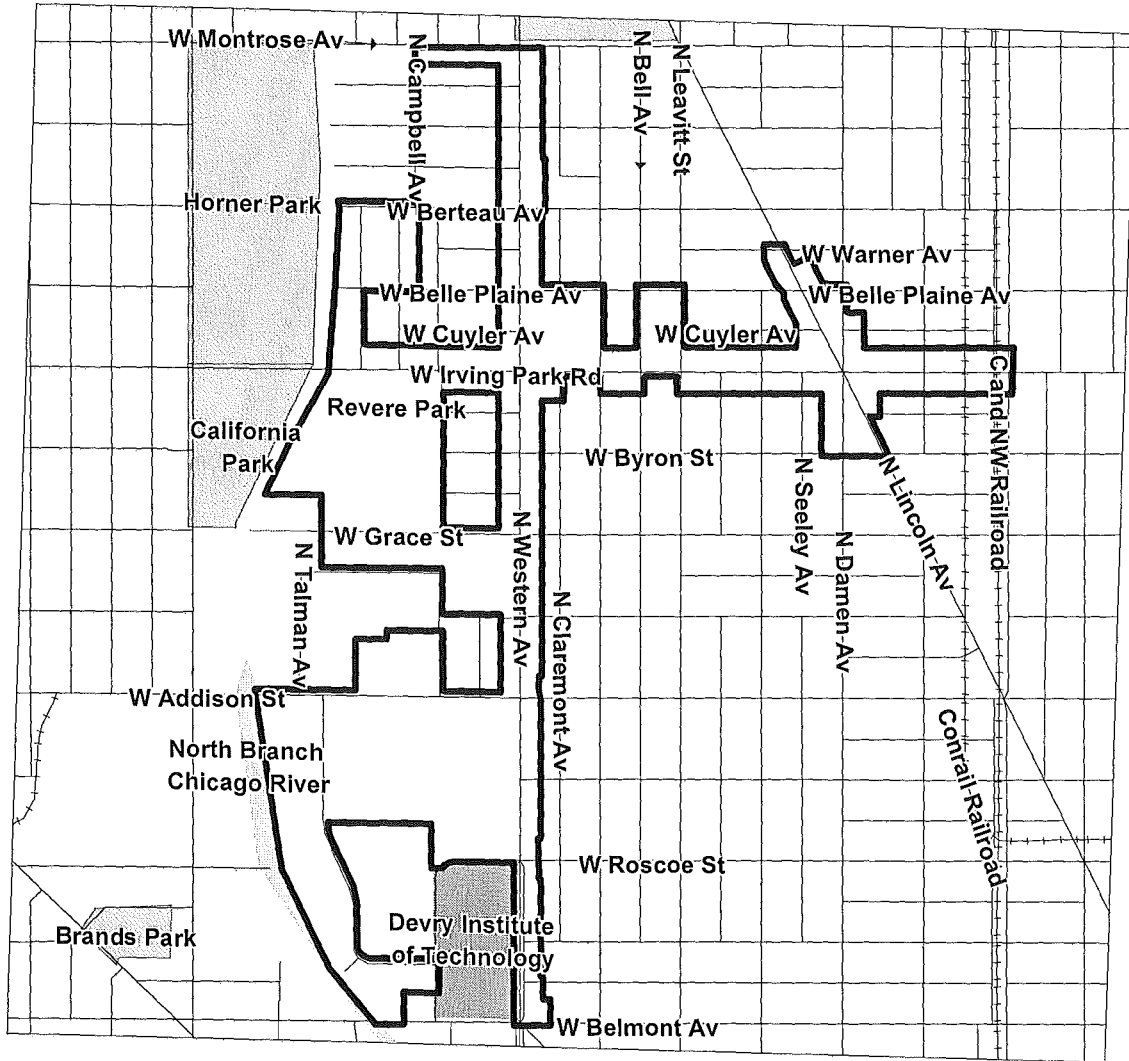 W Montrose Av
N-Campbell-Av
N-Bell-Av
N-Leavitt-St
Horner Park
W Berteau Av
W Warner Av
W Belle Plaine Av
W Belle Plaine Av
W Cuyler Av
W Cuyler Av
W Irving Park Rd
C-and-NW-Railroad
Revere Park
California
Park
W Byron St
N-Seeley Av
N-Lincoln-Av
W Grace St
N-Western-Av
N Talman-Av
N-Damen-Av
N-Claremont-Av
W Addison St
North Branch
Chicago River
Conrail-Railroad
W Roscoe St
Devry Institute
of Technology
Brands Park
W Belmont Av